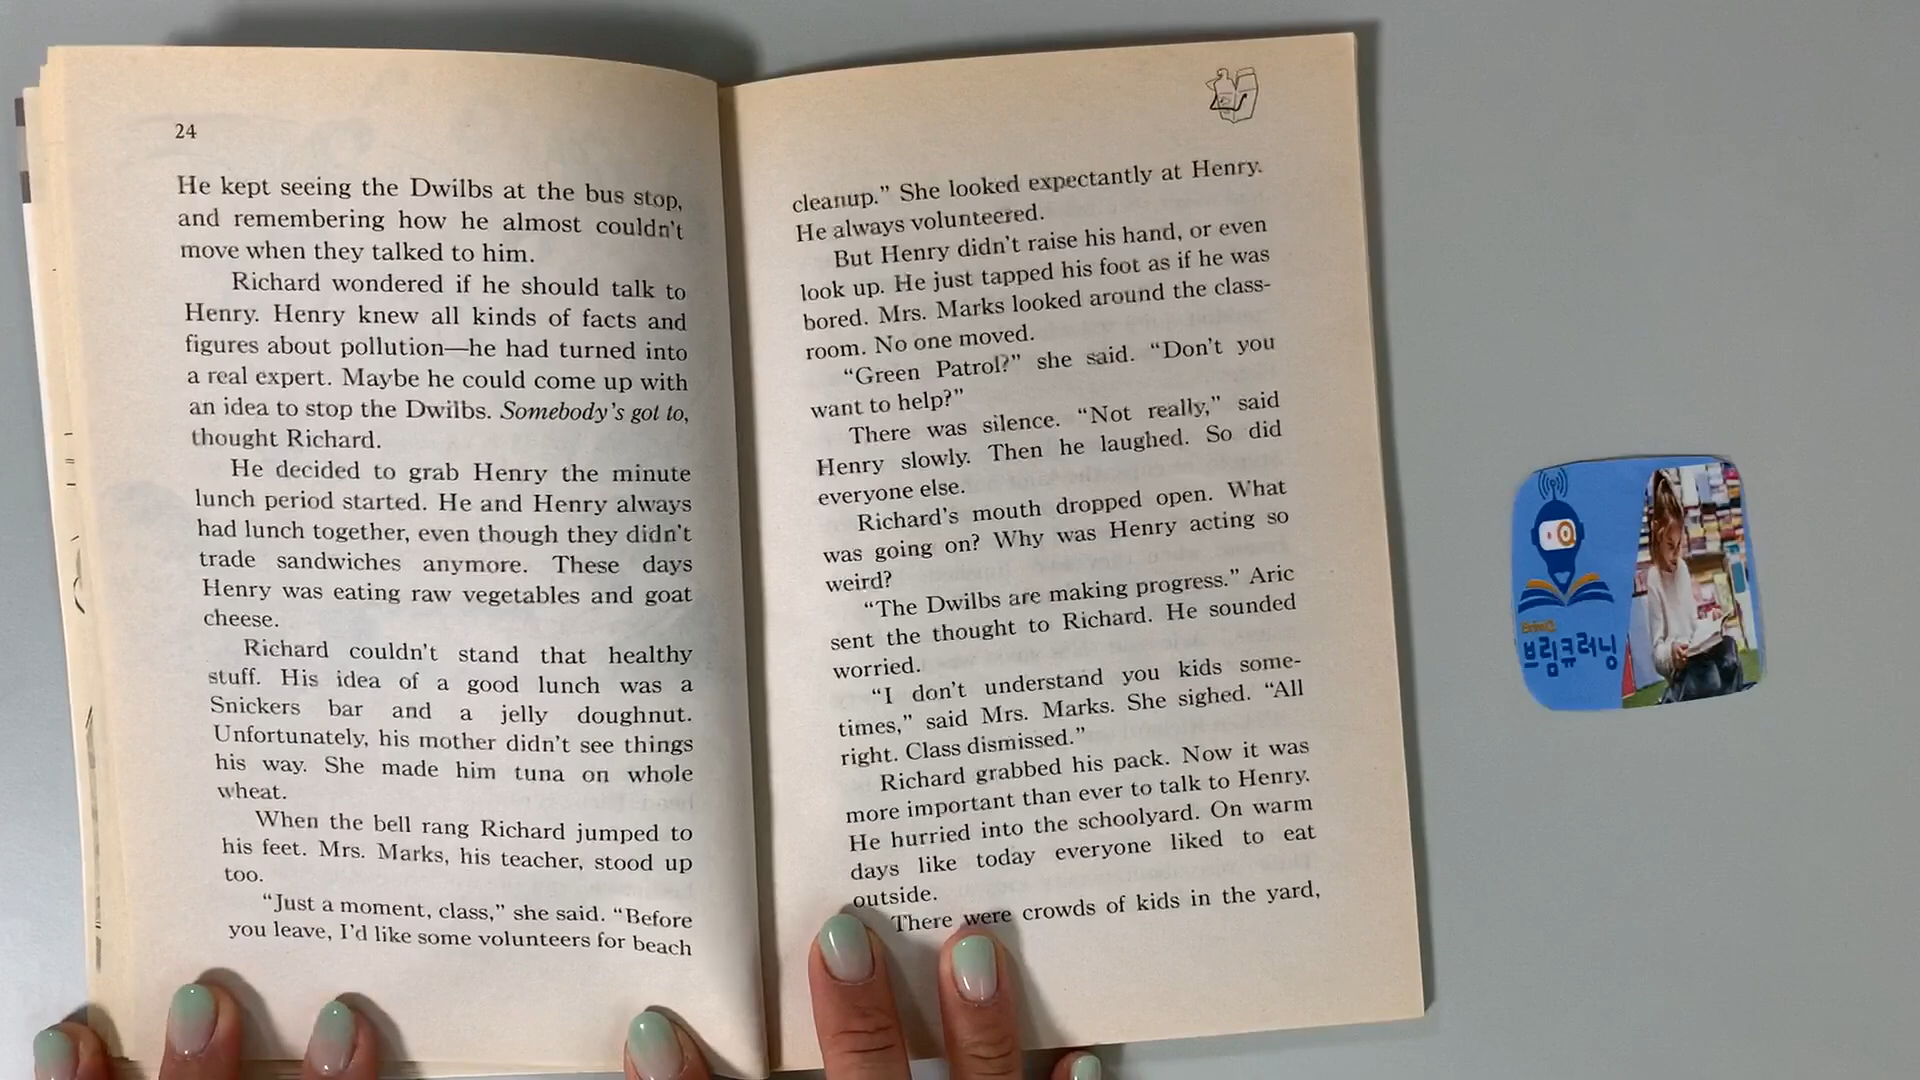 24
He kept seeing the Dwilbs at the bus stop,
and remembering how he almost couldn't
move when they talked to him.
Richard wondered if he should talk to
Henry. Henry knew all kinds of facts and
figures about pollution—he had turned into
a real expert. Maybe he could come up with
an idea to stop the Dwilbs. Somebody's got to,
thought Richard.
He decided to grab Henry the minute
lunch period started. He and Henry always
had lunch together, even though they didn't
trade sandwiches anymore. These days
Henry was eating raw vegetables and goat
cheese.
Richard couldn't stand that healthy
stuff. His idea of a good lunch was a
Snickers bar and a jelly doughnut.
Unfortunately, his mother didn't see things
his way. She made him tuna on whole
wheat.
When the bell rang Richard jumped to
his feet. Mrs. Marks, his teacher, stood up
too.
“Just a moment, class,” she said. “Before
you leave, I'd like some volunteers for beach
cleanup.” She looked expectantly at Henry.
He always volunteered.
But Henry didn't raise his hand, or even
look up. He just tapped his foot as if he was
bored. Mrs. Marks looked around the class-
room. No one moved.
“Green Patrol?” she said. “Don't you
want to help?”
There was silence. “Not really,” said
Henry slowly. Then he laughed. So did
everyone else.
Richard's mouth dropped open. What
was going on? Why was Henry acting so
weird?
“The Dwilbs are making progress.” Aric
sent the thought to Richard. He sounded
worried.
“I don't understand you kids some-
times,” said Mrs. Marks. She sighed. “All
right. Class dismissed.”
Richard grabbed his pack. Now it was
more important than ever to talk to Henry.
He hurried into the schoolyard. On warm
days like today everyone liked to eat
outside.
There were crowds of kids in the yard,
BrimQ
브림큐러닝